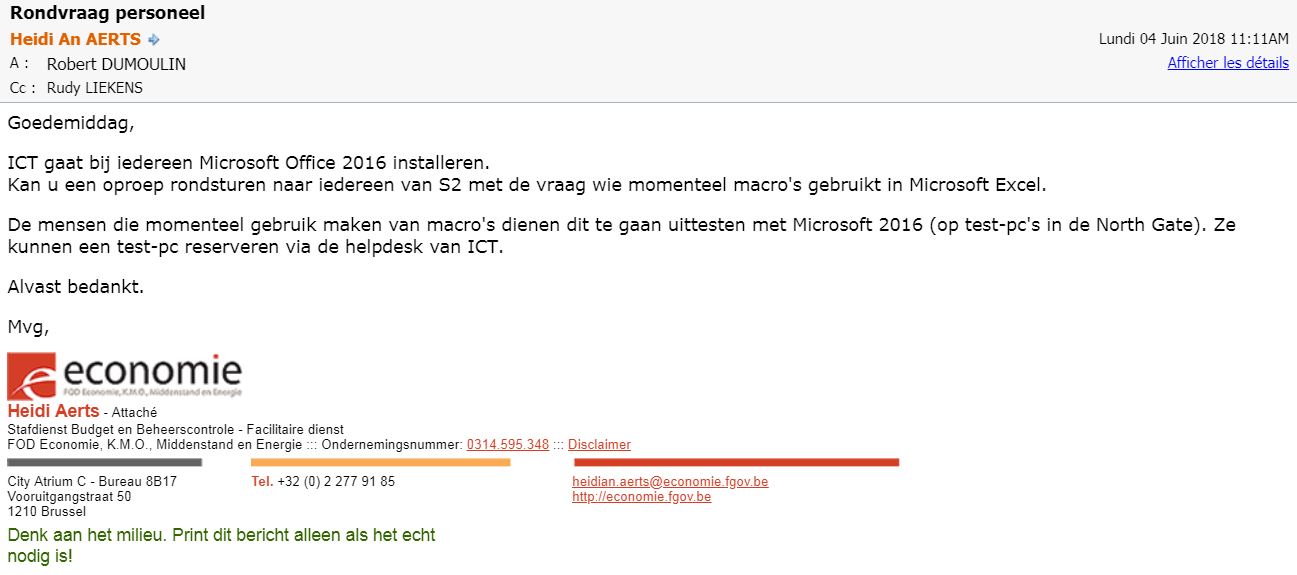 Rondvraag personeel
Heidi An AERTS
Lundi 04 Juin 2018 11:11AM
A : Robert DUMOULIN
Afficher les détails
Cc : Rudy LIEKENS
Goedemiddag,
ICT gaat bij iedereen Microsoft Office 2016 installeren.
Kan u een oproep rondsturen naar iedereen van S2 met de vraag wie momenteel macro's gebruikt in Microsoft Excel.
De mensen die momenteel gebruik maken van macro's dienen dit te gaan uittesten met Microsoft 2016 (op test-pc's in de North Gate). Ze
kunnen een test-pc reserveren via de helpdesk van ICT.
Alvast bedankt.
Mvg,
economie
FOD Economie, K.M.O., Middenstand en Energie
Heidi Aerts - Attaché
Stafdienst Budget en Beheerscontrole - Facilitaire dienst
FOD Economie, K.M.O., Middenstand en Energie ::: Ondernemingsnummer: 0314.595.348 ::: Disclaimer
City Atrium C - Bureau 8B17
Vooruitgangstraat 50
1210 Brussel
Tel. +32 (0) 2 277 91 85
heidian.aerts@economie.fgov.be
http://economie.fgov.be
Denk aan het milieu. Print dit bericht alleen als het echt
nodig is!